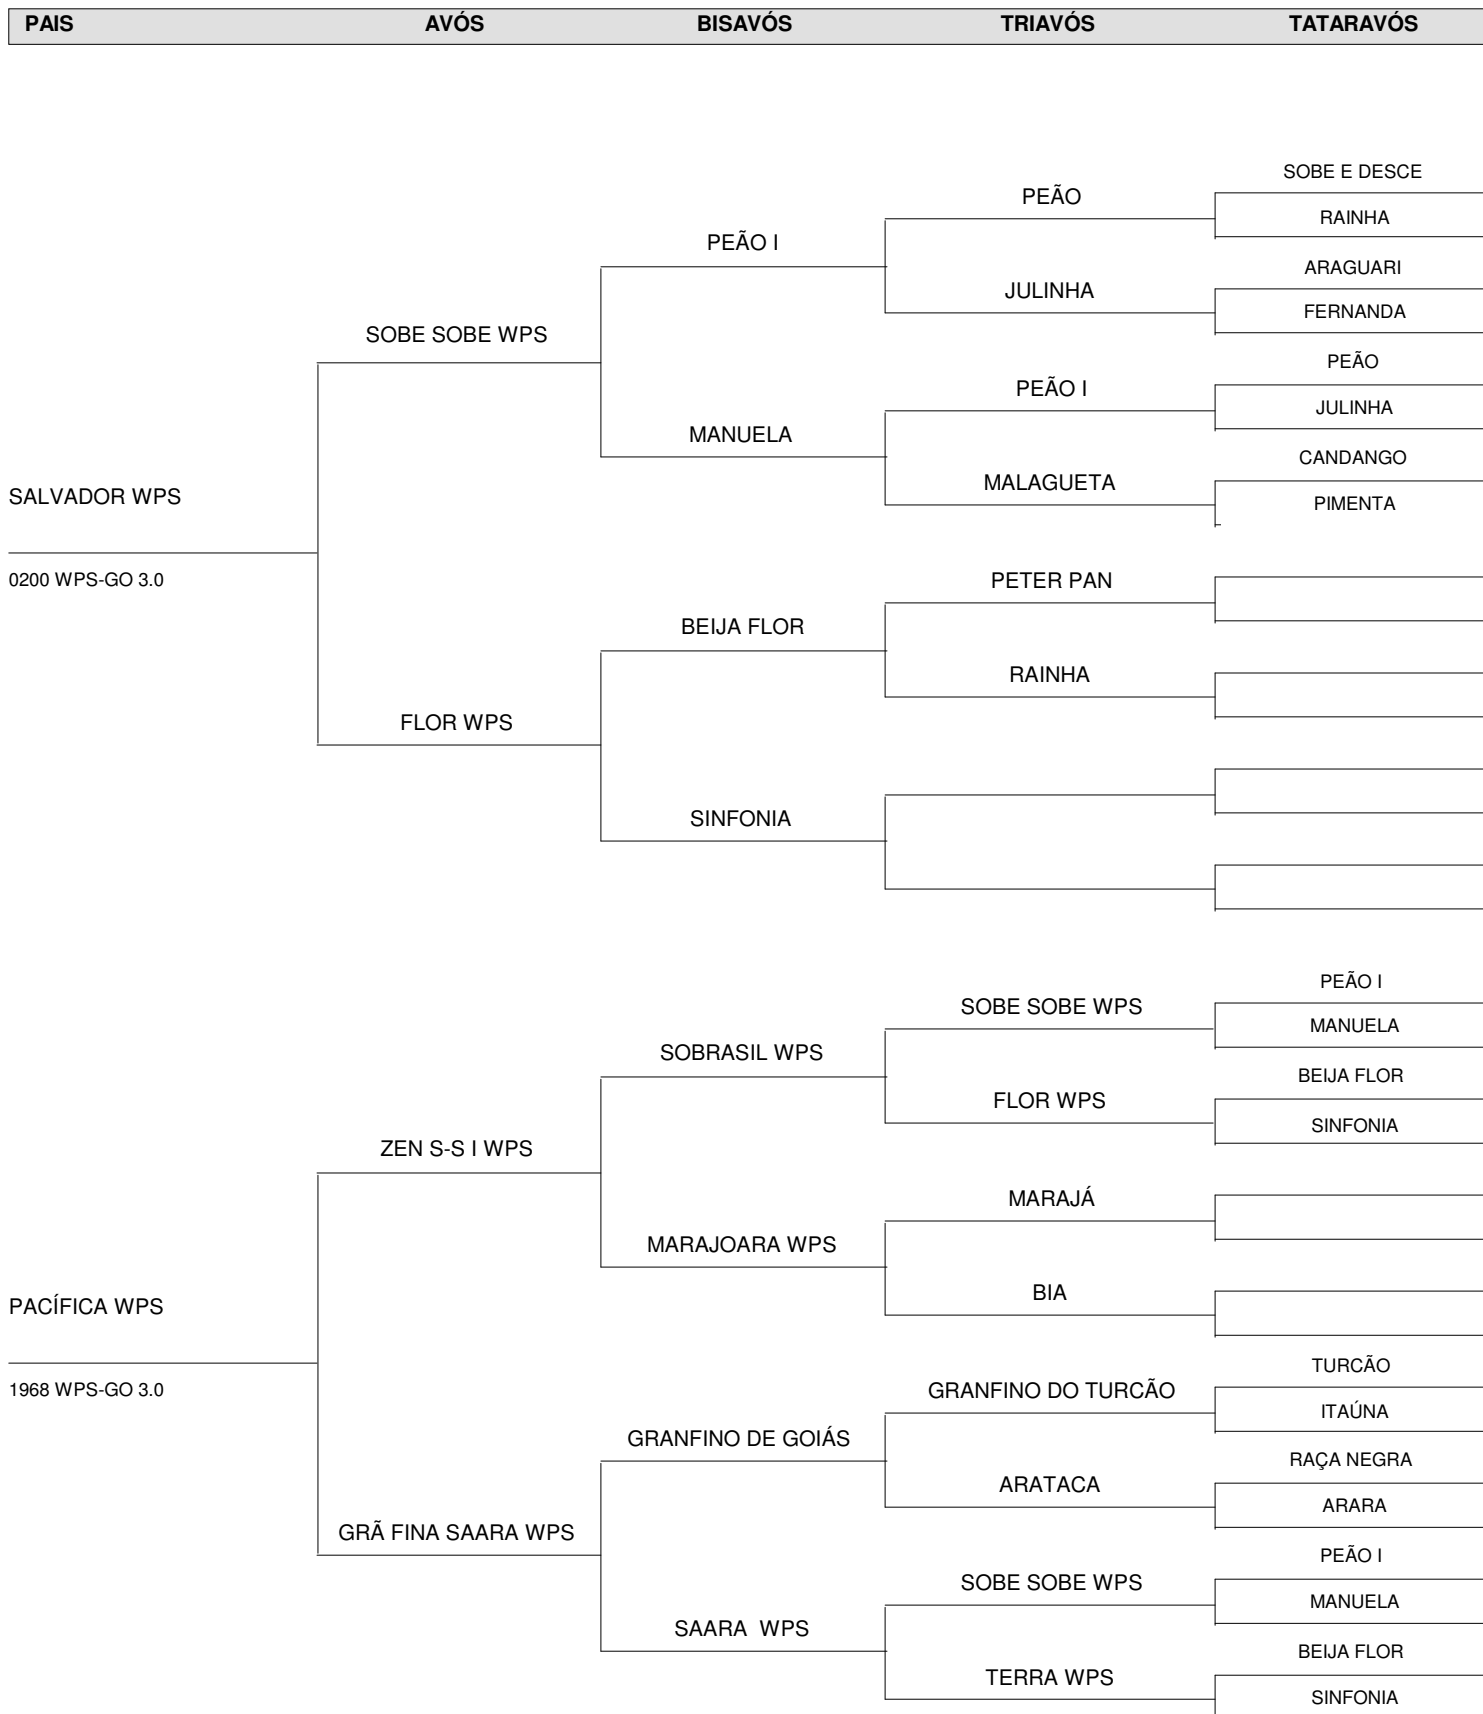 PAIS AVÓS BISAVÓS TRIAVÓS TATARAVÓS
SOBE E DESCE
PEÃO
RAINHA
PEÃO I
ARAGUARI
JULINHA
FERNANDA
SOBE SOBE WPS
PEÃO
PEÃO I
JULINHA
MANUELA
CANDANGO
MALAGUETA
SALVADOR WPS
PIMENTA
0200 WPS-GO 3.0
PETER PAN
BEIJA FLOR
RAINHA
FLOR WPS
SINFONIA
PEÃO I
SOBE SOBE WPS
MANUELA
SOBRASIL WPS
BEIJA FLOR
FLOR WPS
SINFONIA
ZEN S-S I WPS
MARAJÁ
MARAJOARA WPS
BIA
PACÍFICA WPS
TURCÃO
1968 WPS-GO 3.0
GRANFINO DO TURCÃO
ITAÚNA
GRANFINO DE GOIÁS
RAÇA NEGRA
ARATACA
ARARA
GRÃ FINA SAARA WPS
PEÃO I
SOBE SOBE WPS
MANUELA
SAARA WPS
BEIJA FLOR
TERRA WPS
SINFONIA